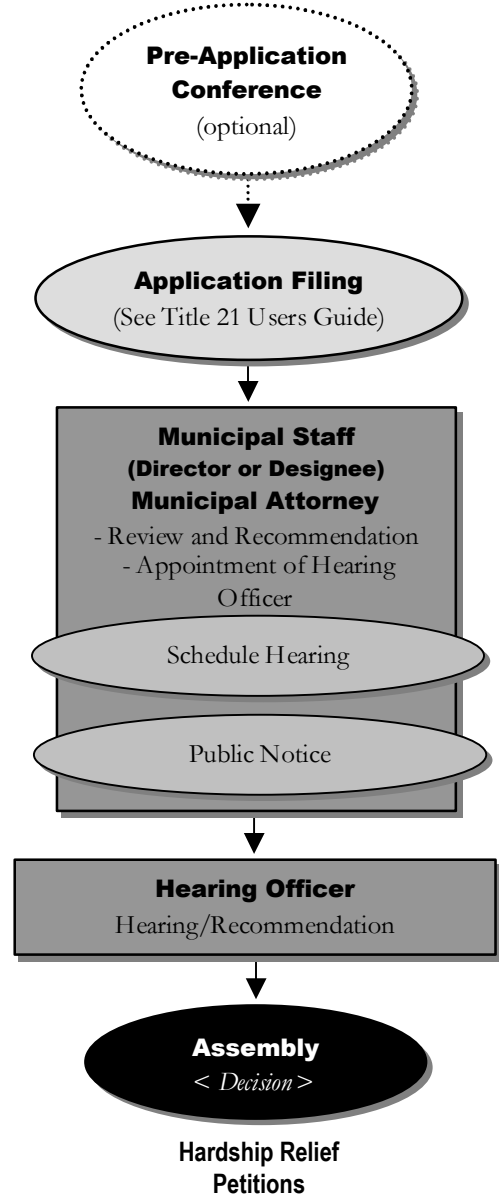 Pre-Application
Conference
(optional)
Application Filing
(See Title 21 Users Guide)
Municipal Staff
(Director or Designee)
Municipal Attorney
- Review and Recommendation
- Appointment of Hearing
Officer
Schedule Hearing
Public Notice
Hearing Officer
Hearing/Recommendation
Assembly
< Decision >
Hardship Relief
Petitions